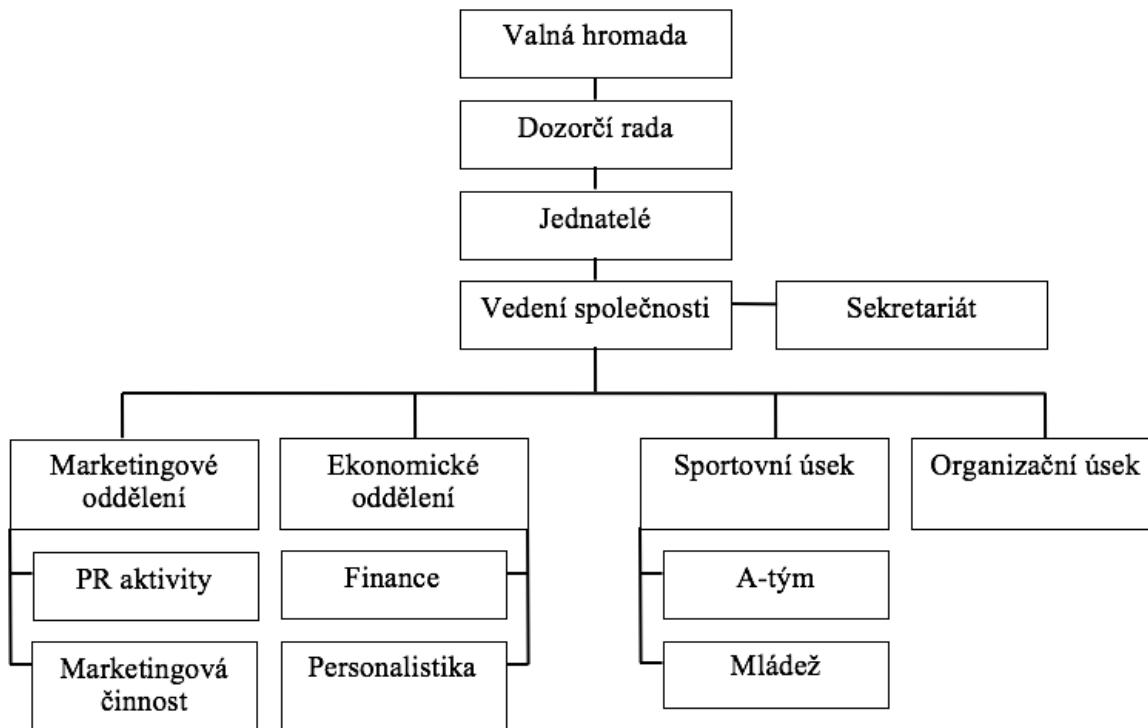 Valná hromada
Dozorčí rada
Jednatelé
Vedení společnosti
Sekretariát
Marketingové
oddělení
Ekonomické
oddělení
Sportovní úsek
Organizační úsek
PR aktivity
Finance
A-tým
Marketingová
činnost
Personalistika
Mládež